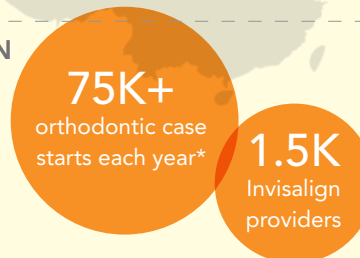 N
75K+
orthodontic case
starts each year*
1.5K
Invisalign
providers